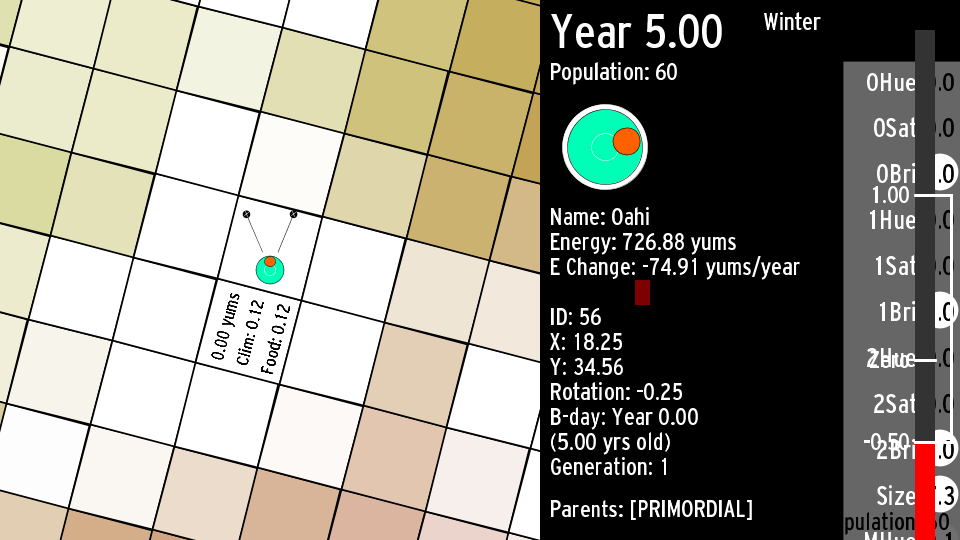 Year 5.00
Winter
Population: 60
Name: Oahi
Energy: 726.88 yums
E Change: -74.91 yums/year
ID: 56
X: 18.25
Y: 34.56
Rotation: -0.25
B-day: Year 0.00
(5.00 yrs old)
Generation: 1
Parents: [PRIMORDIAL]
0.00 yums
Clim: 0.12
Food: 0.12
0Hue
0Sat
0Bri
1.00
1Hue
1Sat
1Bri
2Hue
Zero
2Sat
-0.50
2Bri
Size